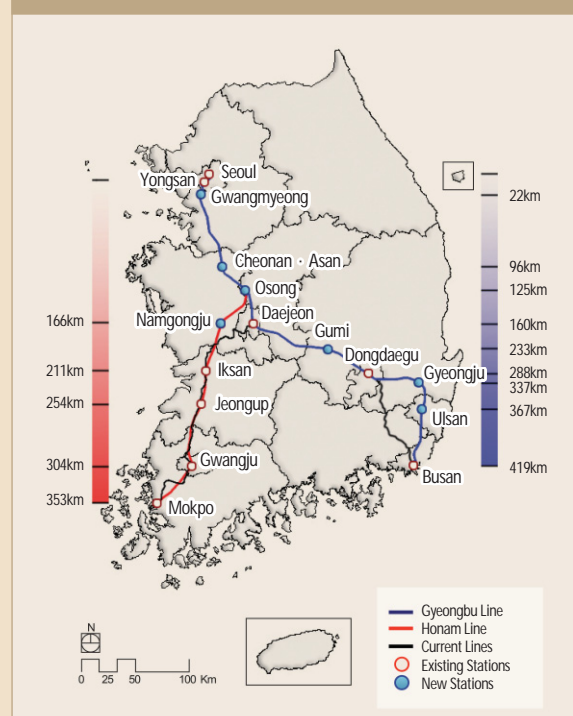 Seoul
Yongsan
Gwangmyeong
22km
Cheonan · Asan
96km
Osong
125km
Daejeon
Namgongju
166km
160km
Gumi
233km
Dongdaegu
Iksan
211km
Gyeongju
288km
337km
Jeongup
254km
Ulsan
367km
Gwangju
304km
Busan
419km
353km
Mokpo
Gyeongbu Line
Honam Line
Current Lines
Existing Stations
New Stations
N
0 25 50 100 Km